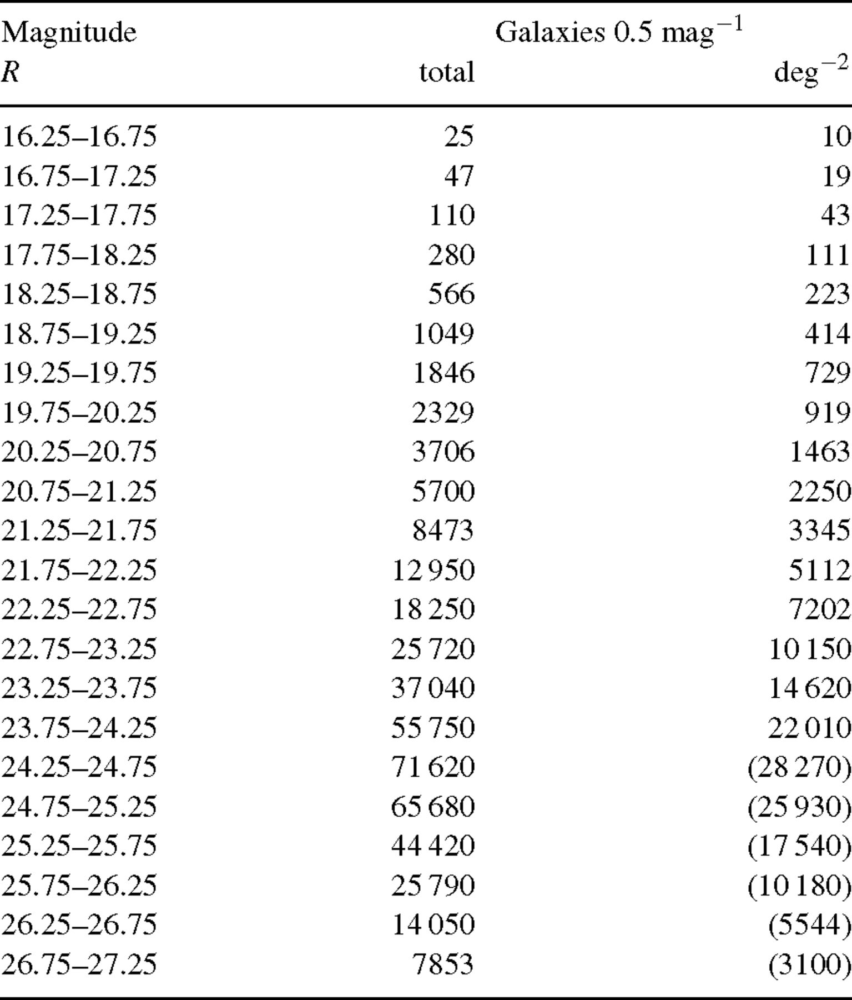 Magnitude Galaxies 0.5 mag⁻¹
R total deg⁻²
16.25–16.75 25 10
16.75–17.25 47 19
17.25–17.75 110 43
17.75–18.25 280 111
18.25–18.75 566 223
18.75–19.25 1049 414
19.25–19.75 1846 729
19.75–20.25 2329 919
20.25–20.75 3706 1463
20.75–21.25 5700 2250
21.25–21.75 8473 3345
21.75–22.25 12 950 5112
22.25–22.75 18 250 7202
22.75–23.25 25 720 10 150
23.25–23.75 37 040 14 620
23.75–24.25 55 750 22 010
24.25–24.75 71 620 (28 270)
24.75–25.25 65 680 (25 930)
25.25–25.75 44 420 (17 540)
25.75–26.25 25 790 (10 180)
26.25–26.75 14 050 (5544)
26.75–27.25 7853 (3100)